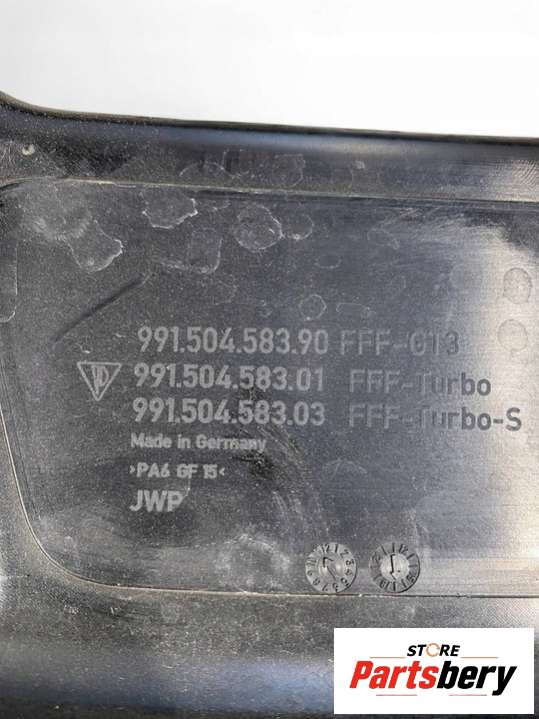 991.504.583.90 FFF-GT3
991.504.583.01 FFF-Turbo
991.504.583.03 FFF-Turbo-S
Made in Germany
>PA6 GF 15<
JWP
STORE
Partsbery